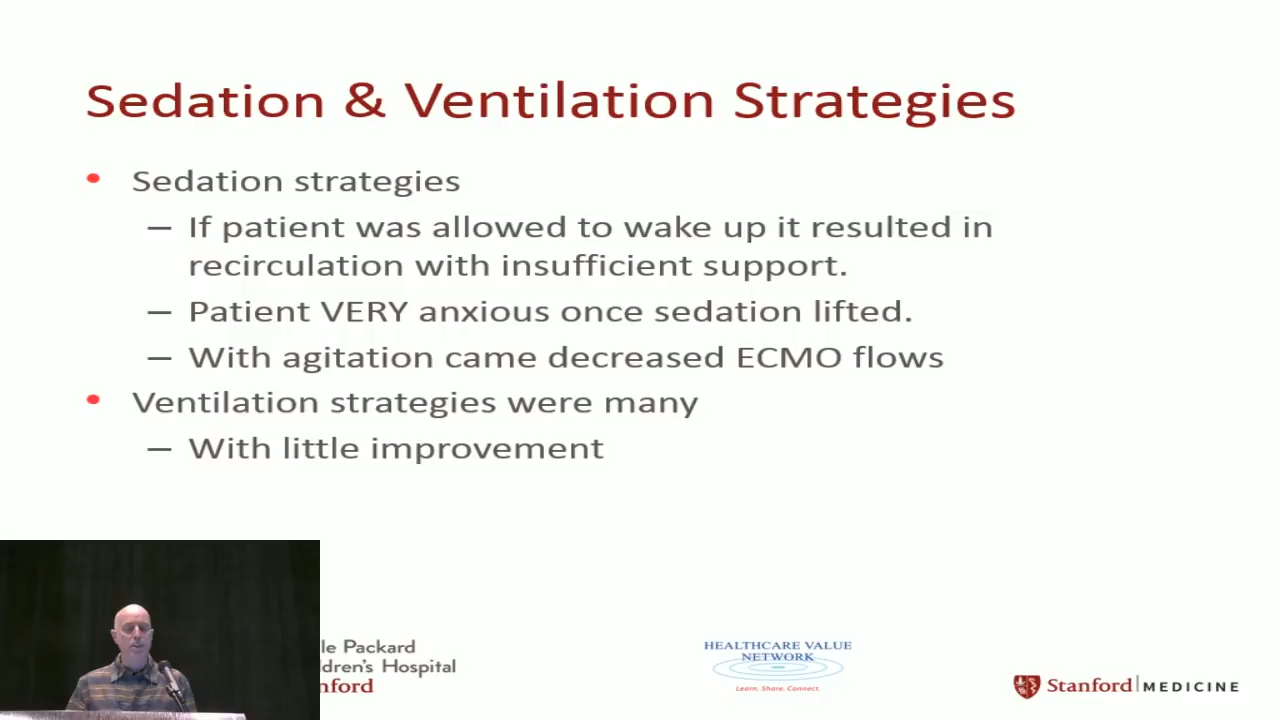 Sedation & Ventilation Strategies
• Sedation strategies
– If patient was allowed to wake up it resulted in
recirculation with insufficient support.
– Patient VERY anxious once sedation lifted.
– With agitation came decreased ECMO flows
• Ventilation strategies were many
– With little improvement
le Packard
dren's Hospital
nford
HEALTHCARE VALUE
NETWORK
Learn. Share. Connect.
Stanford MEDICINE